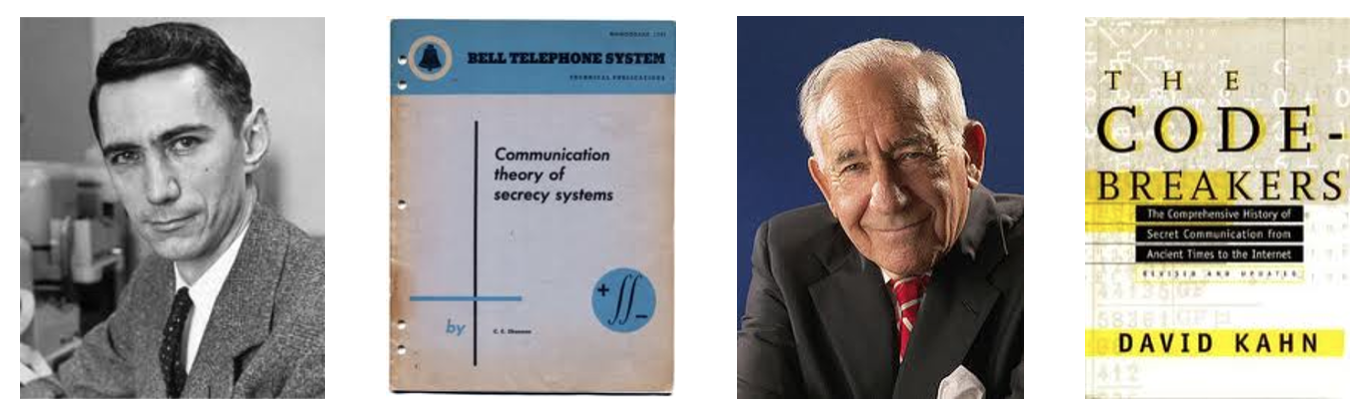 BELL TELEPHONE SYSTEM
TECHNICAL PUBLICATIONS
Communication
theory of
secrecy systems
by C. E. Shannon
THE
CODE-
BREAKERS
The Comprehensive History of
Secret Communication from
Ancient Times to the Internet
REVISED AND UPDATED
DAVID KAHN